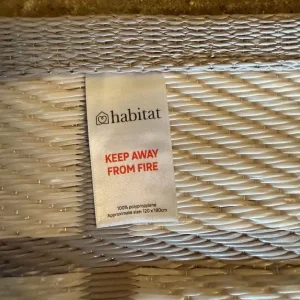 habitat
KEEP AWAY
FROM FIRE
100% polypropylene
Approximate size: 120 x 180cm